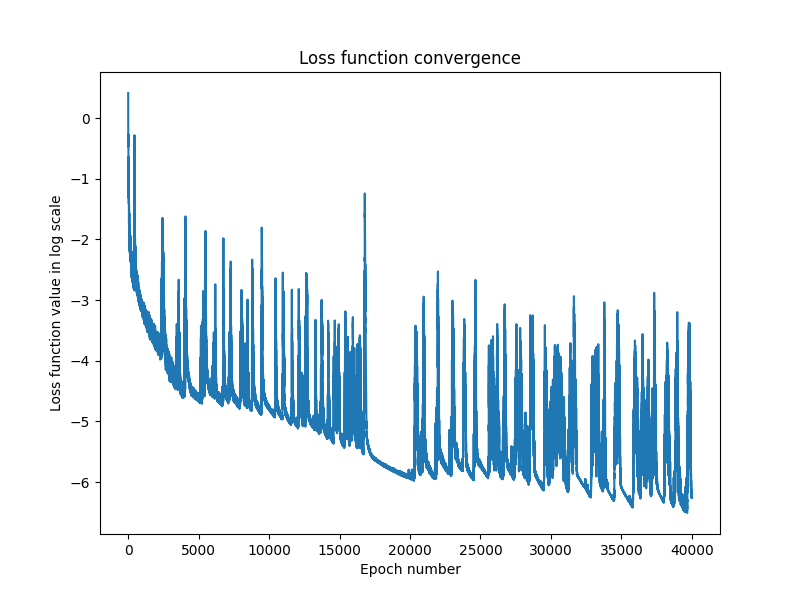 Loss function convergence
Loss function value in log scale
0
−1
−2
−3
−4
−5
−6
0 5000 10000 15000 20000 25000 30000 35000 40000
Epoch number